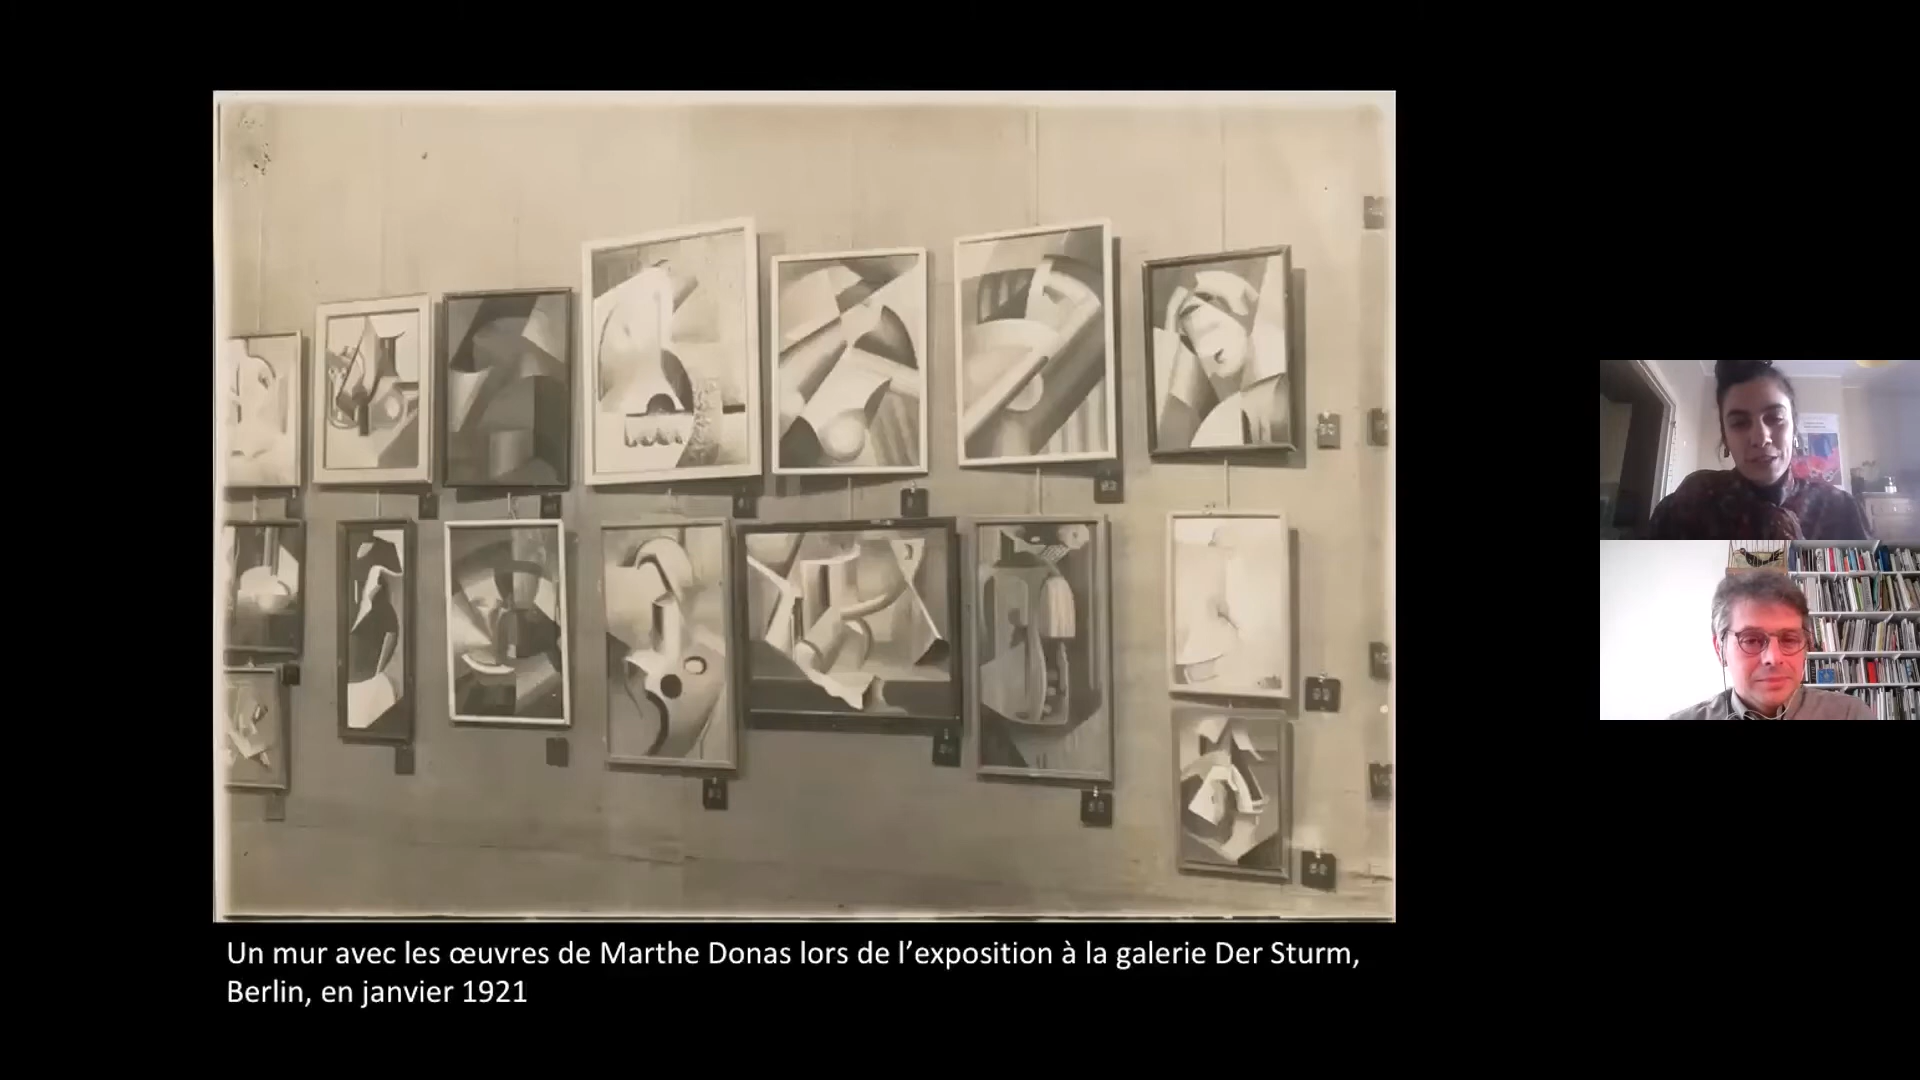 Un mur avec les œuvres de Marthe Donas lors de l’exposition à la galerie Der Sturm,
Berlin, en janvier 1921